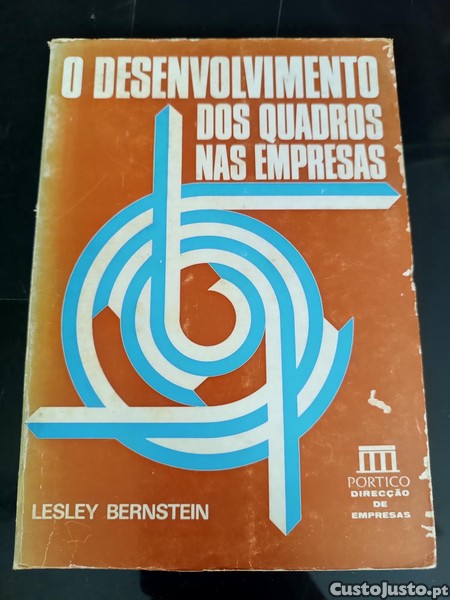 O DESENVOLVIMENTO
DOS QUADROS
NAS EMPRESAS
PORTICO
DIRECÇÃO
DE
EMPRESAS
LESLEY BERNSTEIN
CustoJusto.pt